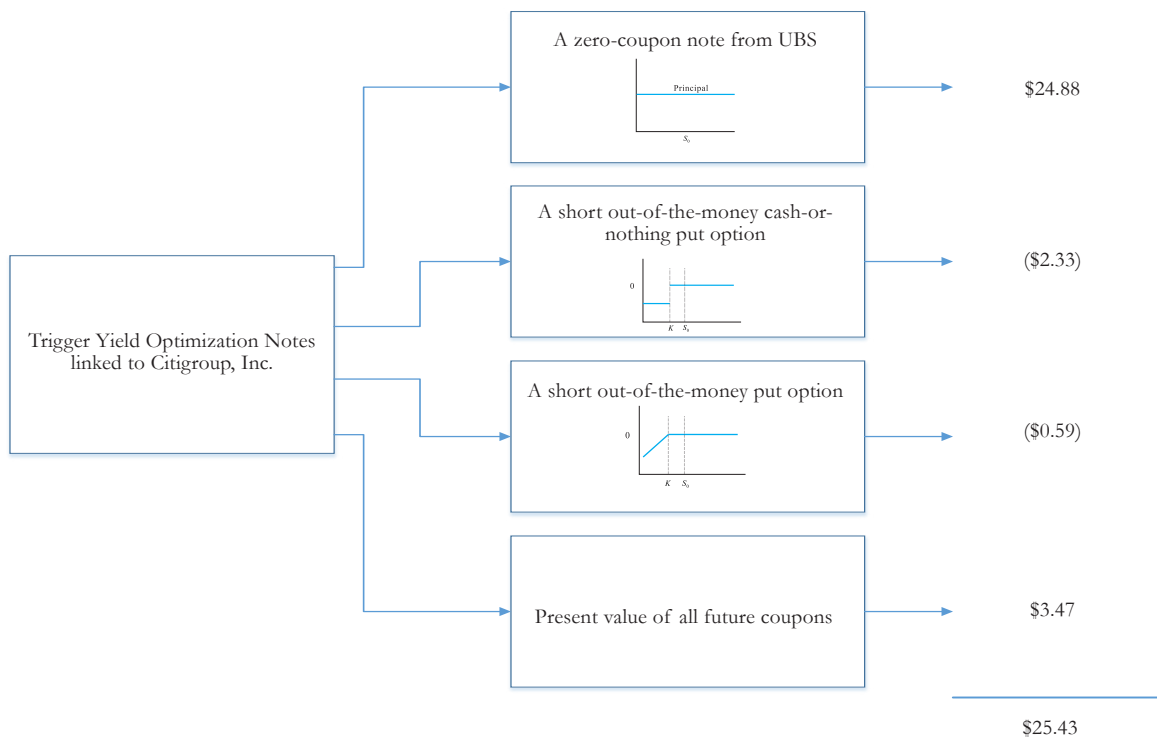 A zero-coupon note from UBS
Principal
S₀
$24.88
A short out-of-the-money cash-or-
nothing put option
0
K S₀
($2.33)
Trigger Yield Optimization Notes
linked to Citigroup, Inc.
A short out-of-the-money put option
0
K S₀
($0.59)
Present value of all future coupons
$3.47
$25.43